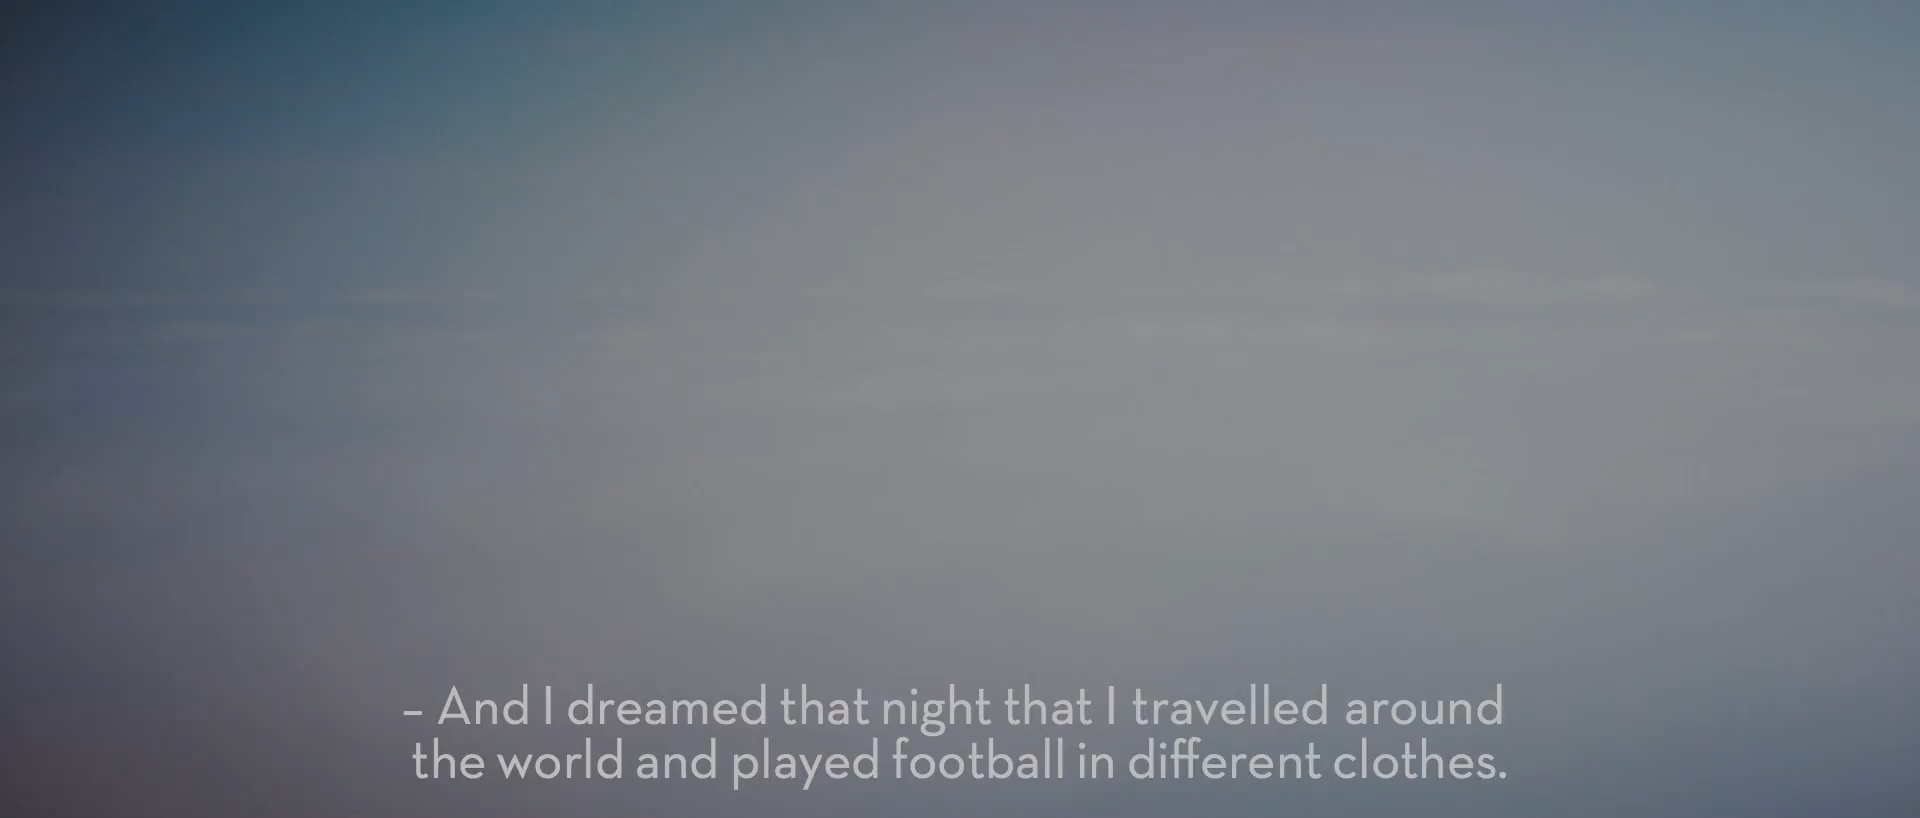 – And I dreamed that night that I travelled around
the world and played football in different clothes.